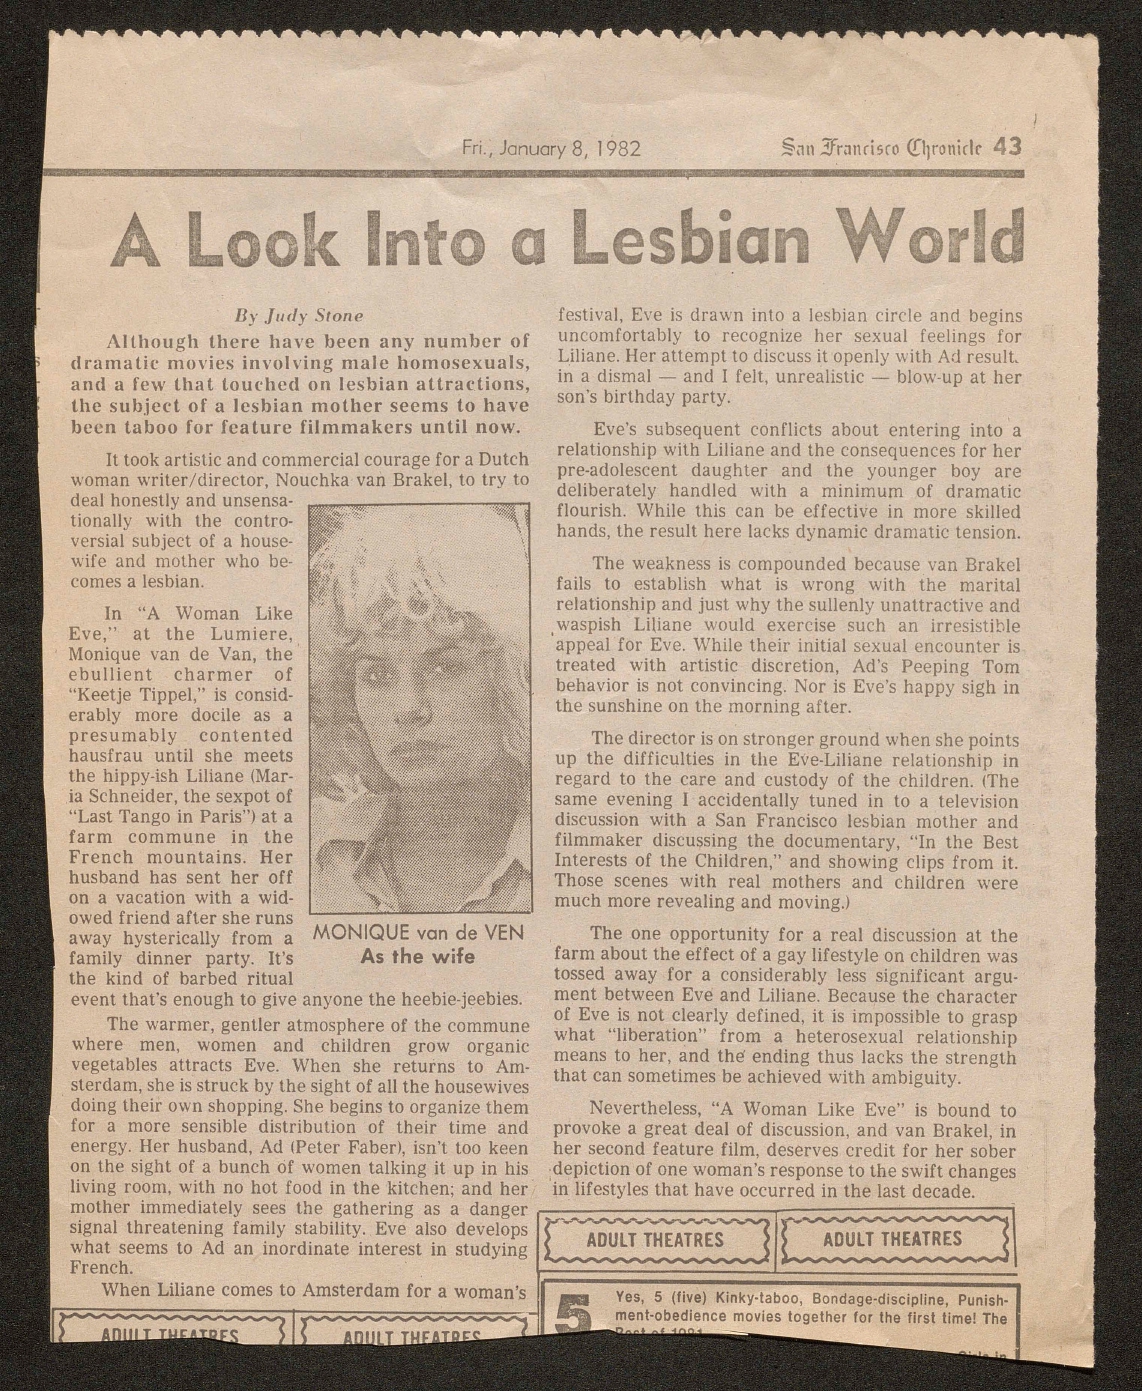 Fri., January 8, 1982
San Francisco Chronicle 43
A Look Into a Lesbian World
By Judy Stone
Although there have been any number of
dramatic movies involving male homosexuals,
and a few that touched on lesbian attractions,
the subject of a lesbian mother seems to have
been taboo for feature filmmakers until now.
It took artistic and commercial courage for a Dutch
woman writer/director, Nouchka van Brakel, to try to
deal honestly and unsensa-
tionally with the contro-
versial subject of a house-
wife and mother who be-
comes a lesbian.
In “A Woman Like
Eve,” at the Lumiere,
Monique van de Van, the
ebullient charmer of
“Keetje Tippel,” is consid-
erably more docile as a
presumably contented
hausfrau until she meets
the hippy-ish Liliane (Mar-
ia Schneider, the sexpot of
“Last Tango in Paris”) at a
farm commune in the
French mountains. Her
husband has sent her off
on a vacation with a wid-
owed friend after she runs
away hysterically from a
family dinner party. It's
the kind of barbed ritual
event that's enough to give anyone the heebie-jeebies.
MONIQUE van de VEN
As the wife
The warmer, gentler atmosphere of the commune
where men, women and children grow organic
vegetables attracts Eve. When she returns to Am-
sterdam, she is struck by the sight of all the housewives
doing their own shopping. She begins to organize them
for a more sensible distribution of their time and
energy. Her husband, Ad (Peter Faber), isn't too keen
on the sight of a bunch of women talking it up in his
living room, with no hot food in the kitchen; and her
mother immediately sees the gathering as a danger
signal threatening family stability. Eve also develops
what seems to Ad an inordinate interest in studying
French.
When Liliane comes to Amsterdam for a woman's
festival, Eve is drawn into a lesbian circle and begins
uncomfortably to recognize her sexual feelings for
Liliane. Her attempt to discuss it openly with Ad result.
in a dismal — and I felt, unrealistic — blow-up at her
son's birthday party.
Eve's subsequent conflicts about entering into a
relationship with Liliane and the consequences for her
pre-adolescent daughter and the younger boy are
deliberately handled with a minimum of dramatic
flourish. While this can be effective in more skilled
hands, the result here lacks dynamic dramatic tension.
The weakness is compounded because van Brakel
fails to establish what is wrong with the marital
relationship and just why the sullenly unattractive and
waspish Liliane would exercise such an irresistible
appeal for Eve. While their initial sexual encounter is
treated with artistic discretion, Ad's Peeping Tom
behavior is not convincing. Nor is Eve's happy sigh in
the sunshine on the morning after.
The director is on stronger ground when she points
up the difficulties in the Eve-Liliane relationship in
regard to the care and custody of the children. (The
same evening I accidentally tuned in to a television
discussion with a San Francisco lesbian mother and
filmmaker discussing the documentary, “In the Best
Interests of the Children,” and showing clips from it.
Those scenes with real mothers and children were
much more revealing and moving.)
The one opportunity for a real discussion at the
farm about the effect of a gay lifestyle on children was
tossed away for a considerably less significant argu-
ment between Eve and Liliane. Because the character
of Eve is not clearly defined, it is impossible to grasp
what “liberation” from a heterosexual relationship
means to her, and the ending thus lacks the strength
that can sometimes be achieved with ambiguity.
Nevertheless, “A Woman Like Eve” is bound to
provoke a great deal of discussion, and van Brakel, in
her second feature film, deserves credit for her sober
depiction of one woman's response to the swift changes
in lifestyles that have occurred in the last decade.
ADULT THEATRES
ADULT THEATRES
ADULT THEATRES
ADULT THEATRES
5
Yes, 5 (five) Kinky-taboo, Bondage-discipline, Punish-
ment-obedience movies together for the first time! The
Best of 1981